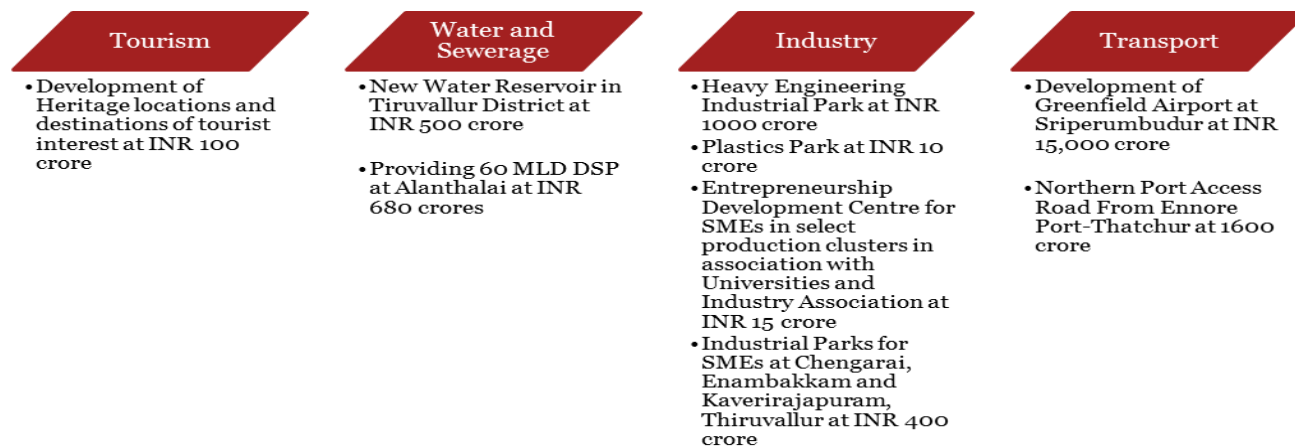 Tourism
•Development of
Heritage locations and
destinations of tourist
interest at INR 100
crore
Water and
Sewerage
•New Water Reservoir in
Tiruvallur District at
INR 500 crore
•Providing 60 MLD DSP
at Alanthalai at INR
680 crores
Industry
•Heavy Engineering
Industrial Park at INR
1000 crore
•Plastics Park at INR 10
crore
•Entrepreneurship
Development Centre for
SMEs in select
production clusters in
association with
Universities and
Industry Association at
INR 15 crore
•Industrial Parks for
SMEs at Chengarai,
Enambakkam and
Kaverirajapuram,
Thiruvallur at INR 400
crore
Transport
•Development of
Greenfield Airport at
Sriperumbudur at INR
15,000 crore
•Northern Port Access
Road From Ennore
Port-Thatchur at 1600
crore